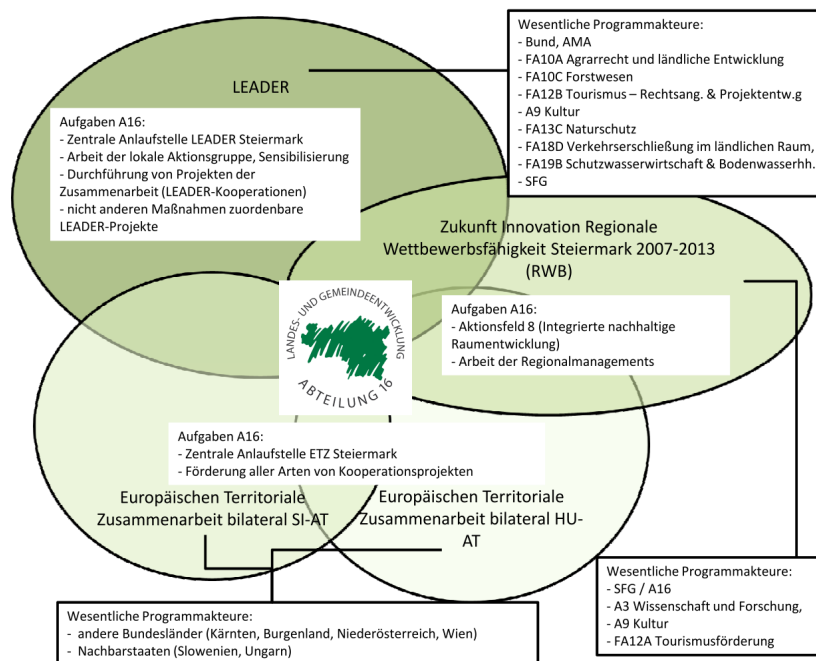 Wesentliche Programmakteure:
- Bund, AMA
- FA10A Agrarrecht und ländliche Entwicklung
- FA10C Forstwesen
- FA12B Tourismus – Rechtsang. & Projektentw.g
- A9 Kultur
- FA13C Naturschutz
- FA18D Verkehrserschließung im ländlichen Raum,
- FA19B Schutzwasserwirtschaft & Bodenwasserhh.
- SFG
LEADER
Aufgaben A16:
- Zentrale Anlaufstelle LEADER Steiermark
- Arbeit der lokale Aktionsgruppe, Sensibilisierung
- Durchführung von Projekten der
Zusammenarbeit (LEADER-Kooperationen)
- nicht anderen Maßnahmen zuordenbare
LEADER-Projekte
Zukunft Innovation Regionale
Wettbewerbsfähigkeit Steiermark 2007-2013
(RWB)
Aufgaben A16:
- Aktionsfeld 8 (Integrierte nachhaltige
Raumentwicklung)
- Arbeit der Regionalmanagements
LANDES- UND GEMEINDEENTWICKLUNG
ABTEILUNG 16
Aufgaben A16:
- Zentrale Anlaufstelle ETZ Steiermark
- Förderung aller Arten von Kooperationsprojekten
Europäischen Territoriale
Zusammenarbeit bilateral SI-AT
Europäischen Territoriale
Zusammenarbeit bilateral HU-
AT
Wesentliche Programmakteure:
- SFG / A16
- A3 Wissenschaft und Forschung,
- A9 Kultur
- FA12A Tourismusförderung
Wesentliche Programmakteure:
- andere Bundesländer (Kärnten, Burgenland, Niederösterreich, Wien)
- Nachbarstaaten (Slowenien, Ungarn)